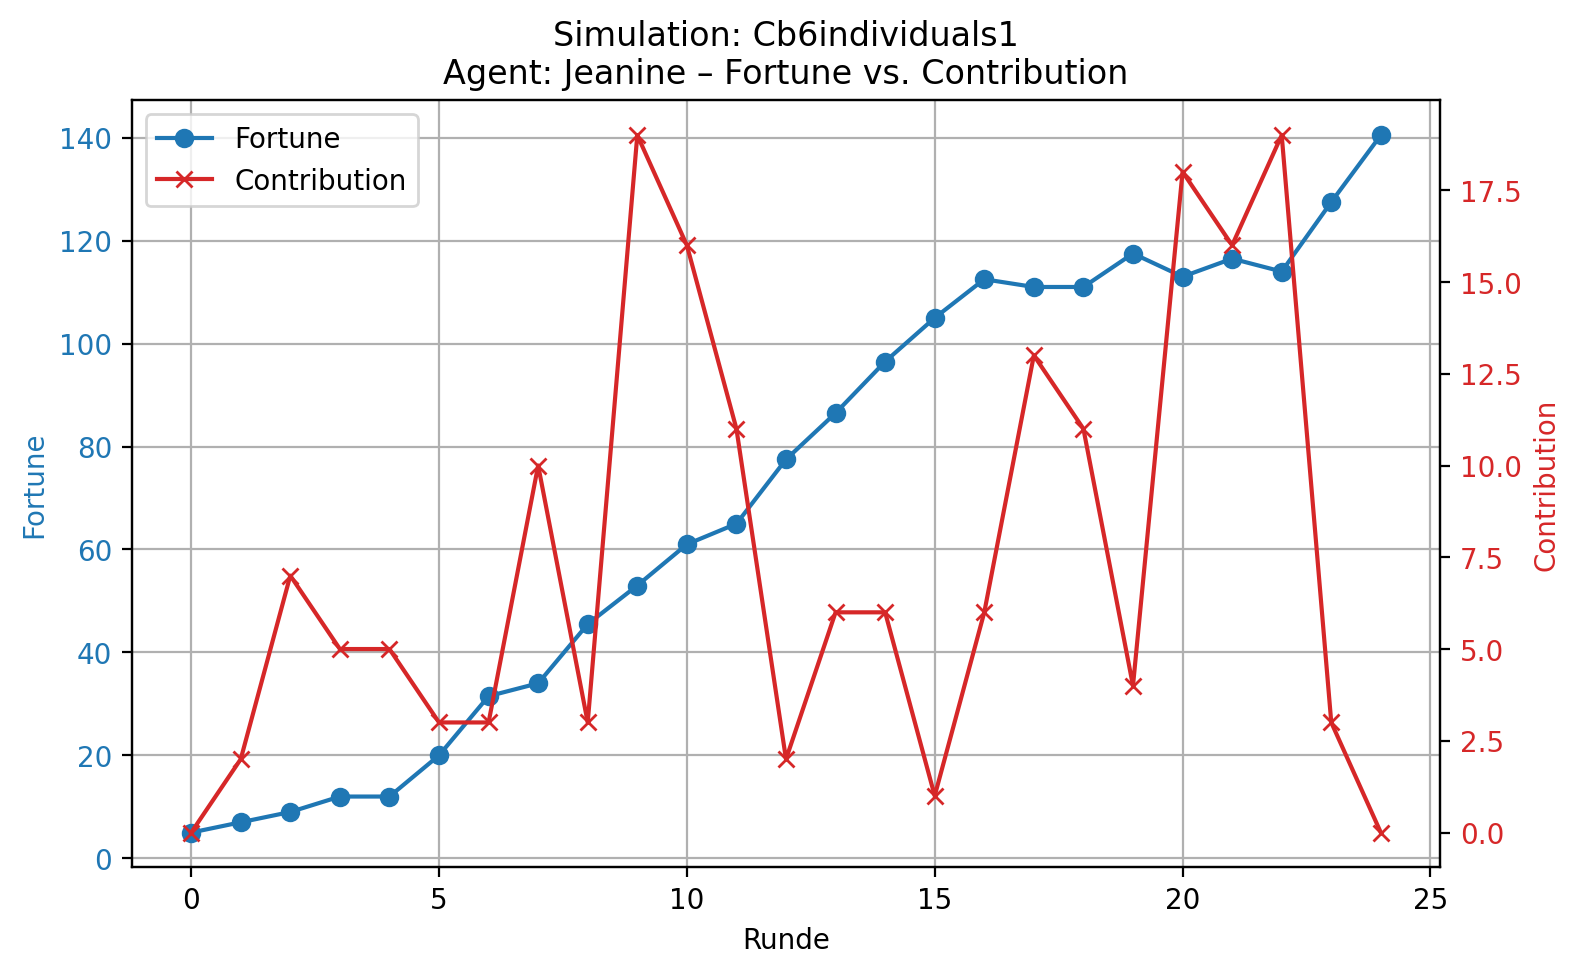 Simulation: Cb6individuals1
Agent: Jeanine – Fortune vs. Contribution
Fortune
Contribution
140
120
100
80
60
40
20
0
Fortune
17.5
15.0
12.5
10.0
7.5
5.0
2.5
0.0
Contribution
0 5 10 15 20 25
Runde